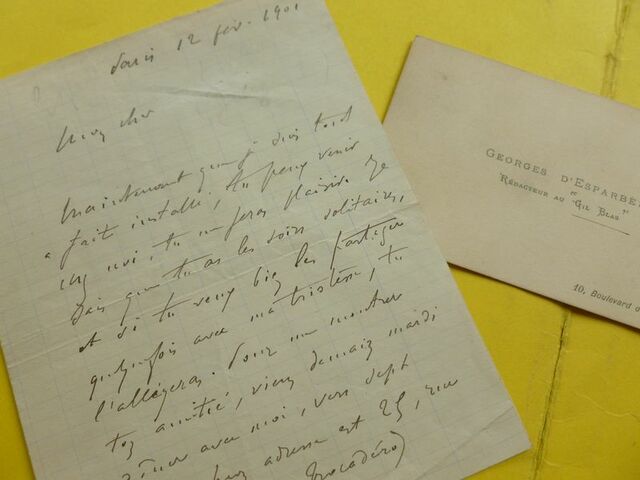 Paris 12 fév. 1901
Mon cher
Maintenant que je suis tout
à fait installé, tu peux venir
chez moi, tu me feras plaisir. Je
sais que tu as les soirs solitaires,
et si tu veux bien les partager
quelquefois avec ma tristesse, tu
l'allégeras. Pour me montrer
ton amitié, viens demain mardi
dîner avec moi, vers sept
adresse est 25, rue
Trocadéro)
GEORGES D'ESPARBÈ
RÉDACTEUR AU "GIL BLAS"
10, Boulevard d